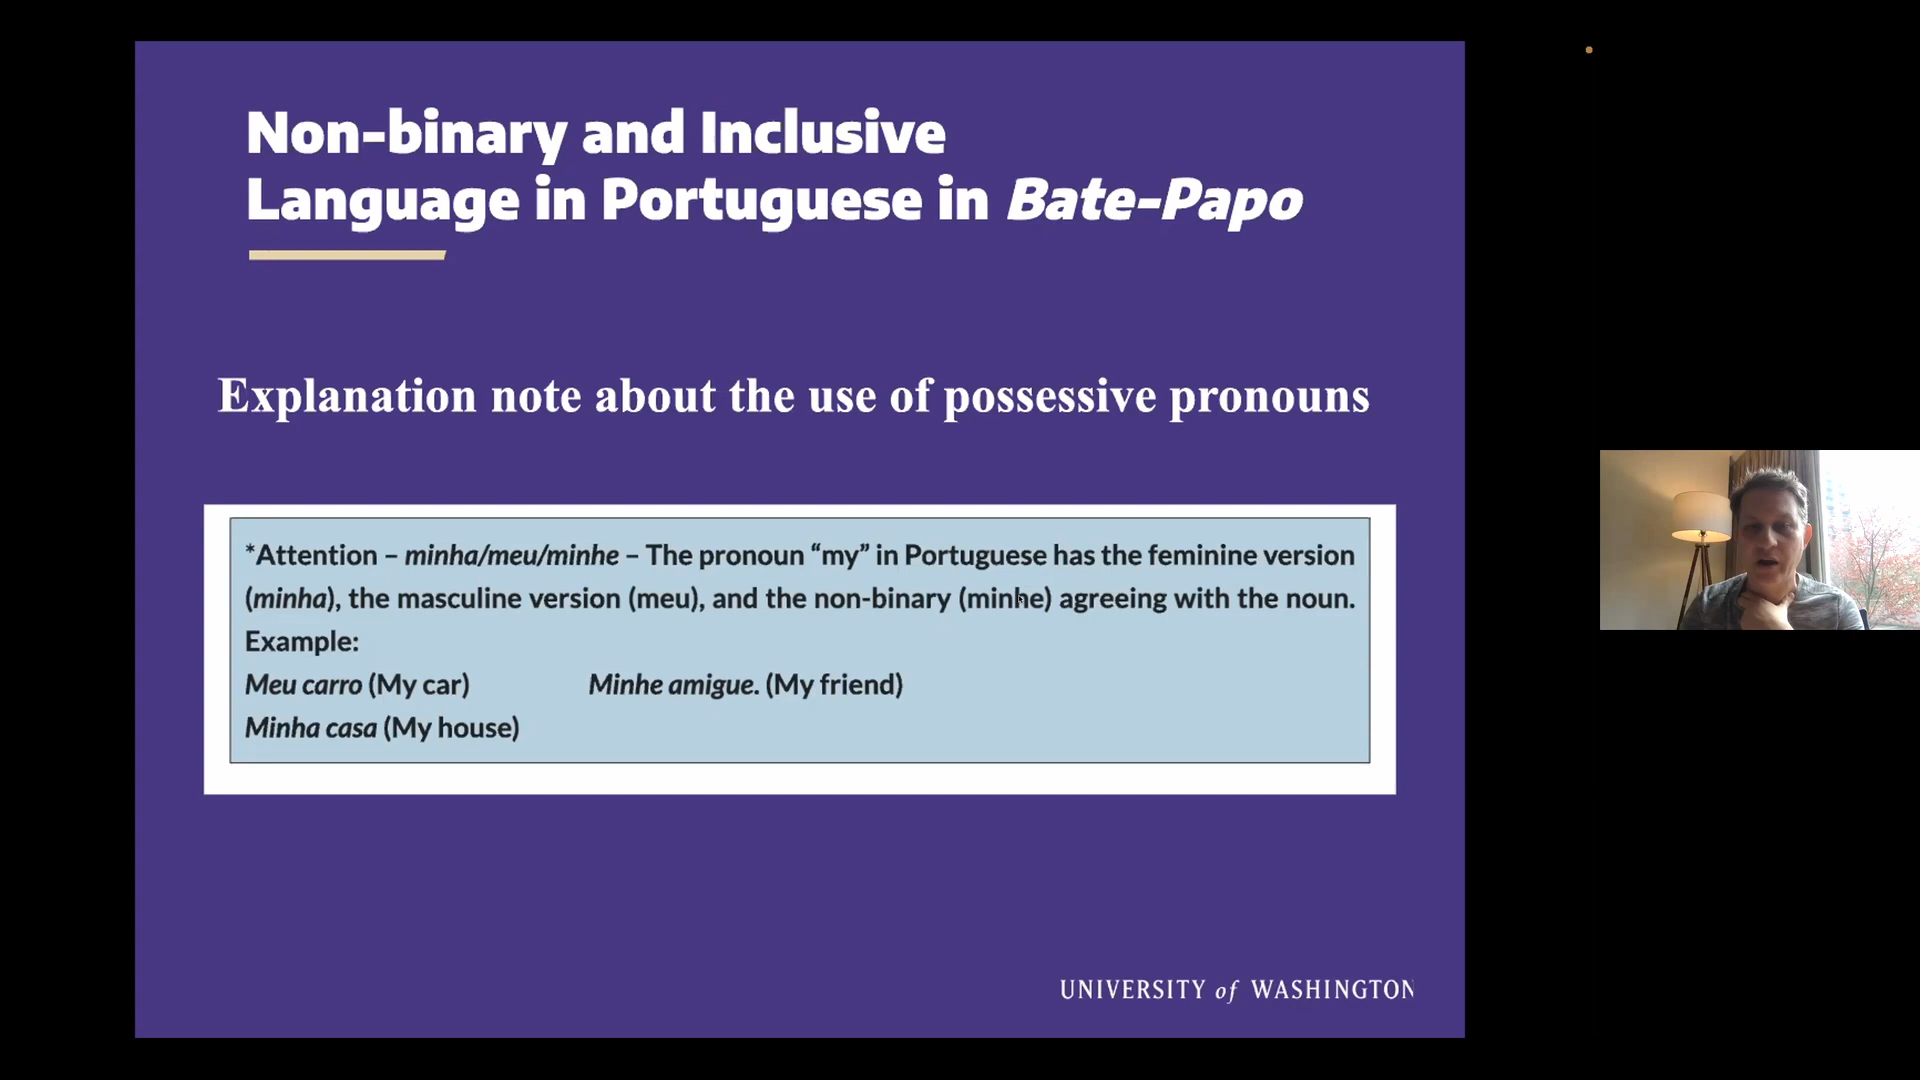 Non-binary and Inclusive
Language in Portuguese in Bate-Papo
Explanation note about the use of possessive pronouns
*Attention – minha/meu/minhe – The pronoun “my” in Portuguese has the feminine version
(minha), the masculine version (meu), and the non-binary (minhe) agreeing with the noun.
Example:
Meu carro (My car) Minhe amigue. (My friend)
Minha casa (My house)
UNIVERSITY of WASHINGTON